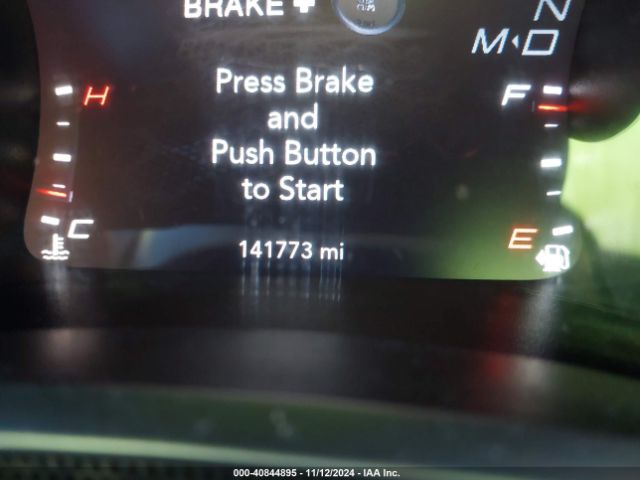 BRAKE +
N
M◂D
Press Brake
and
Push Button
to Start
H
F
C
E
141773 mi
000-40844895 - 11/12/2024 - IAA Inc.